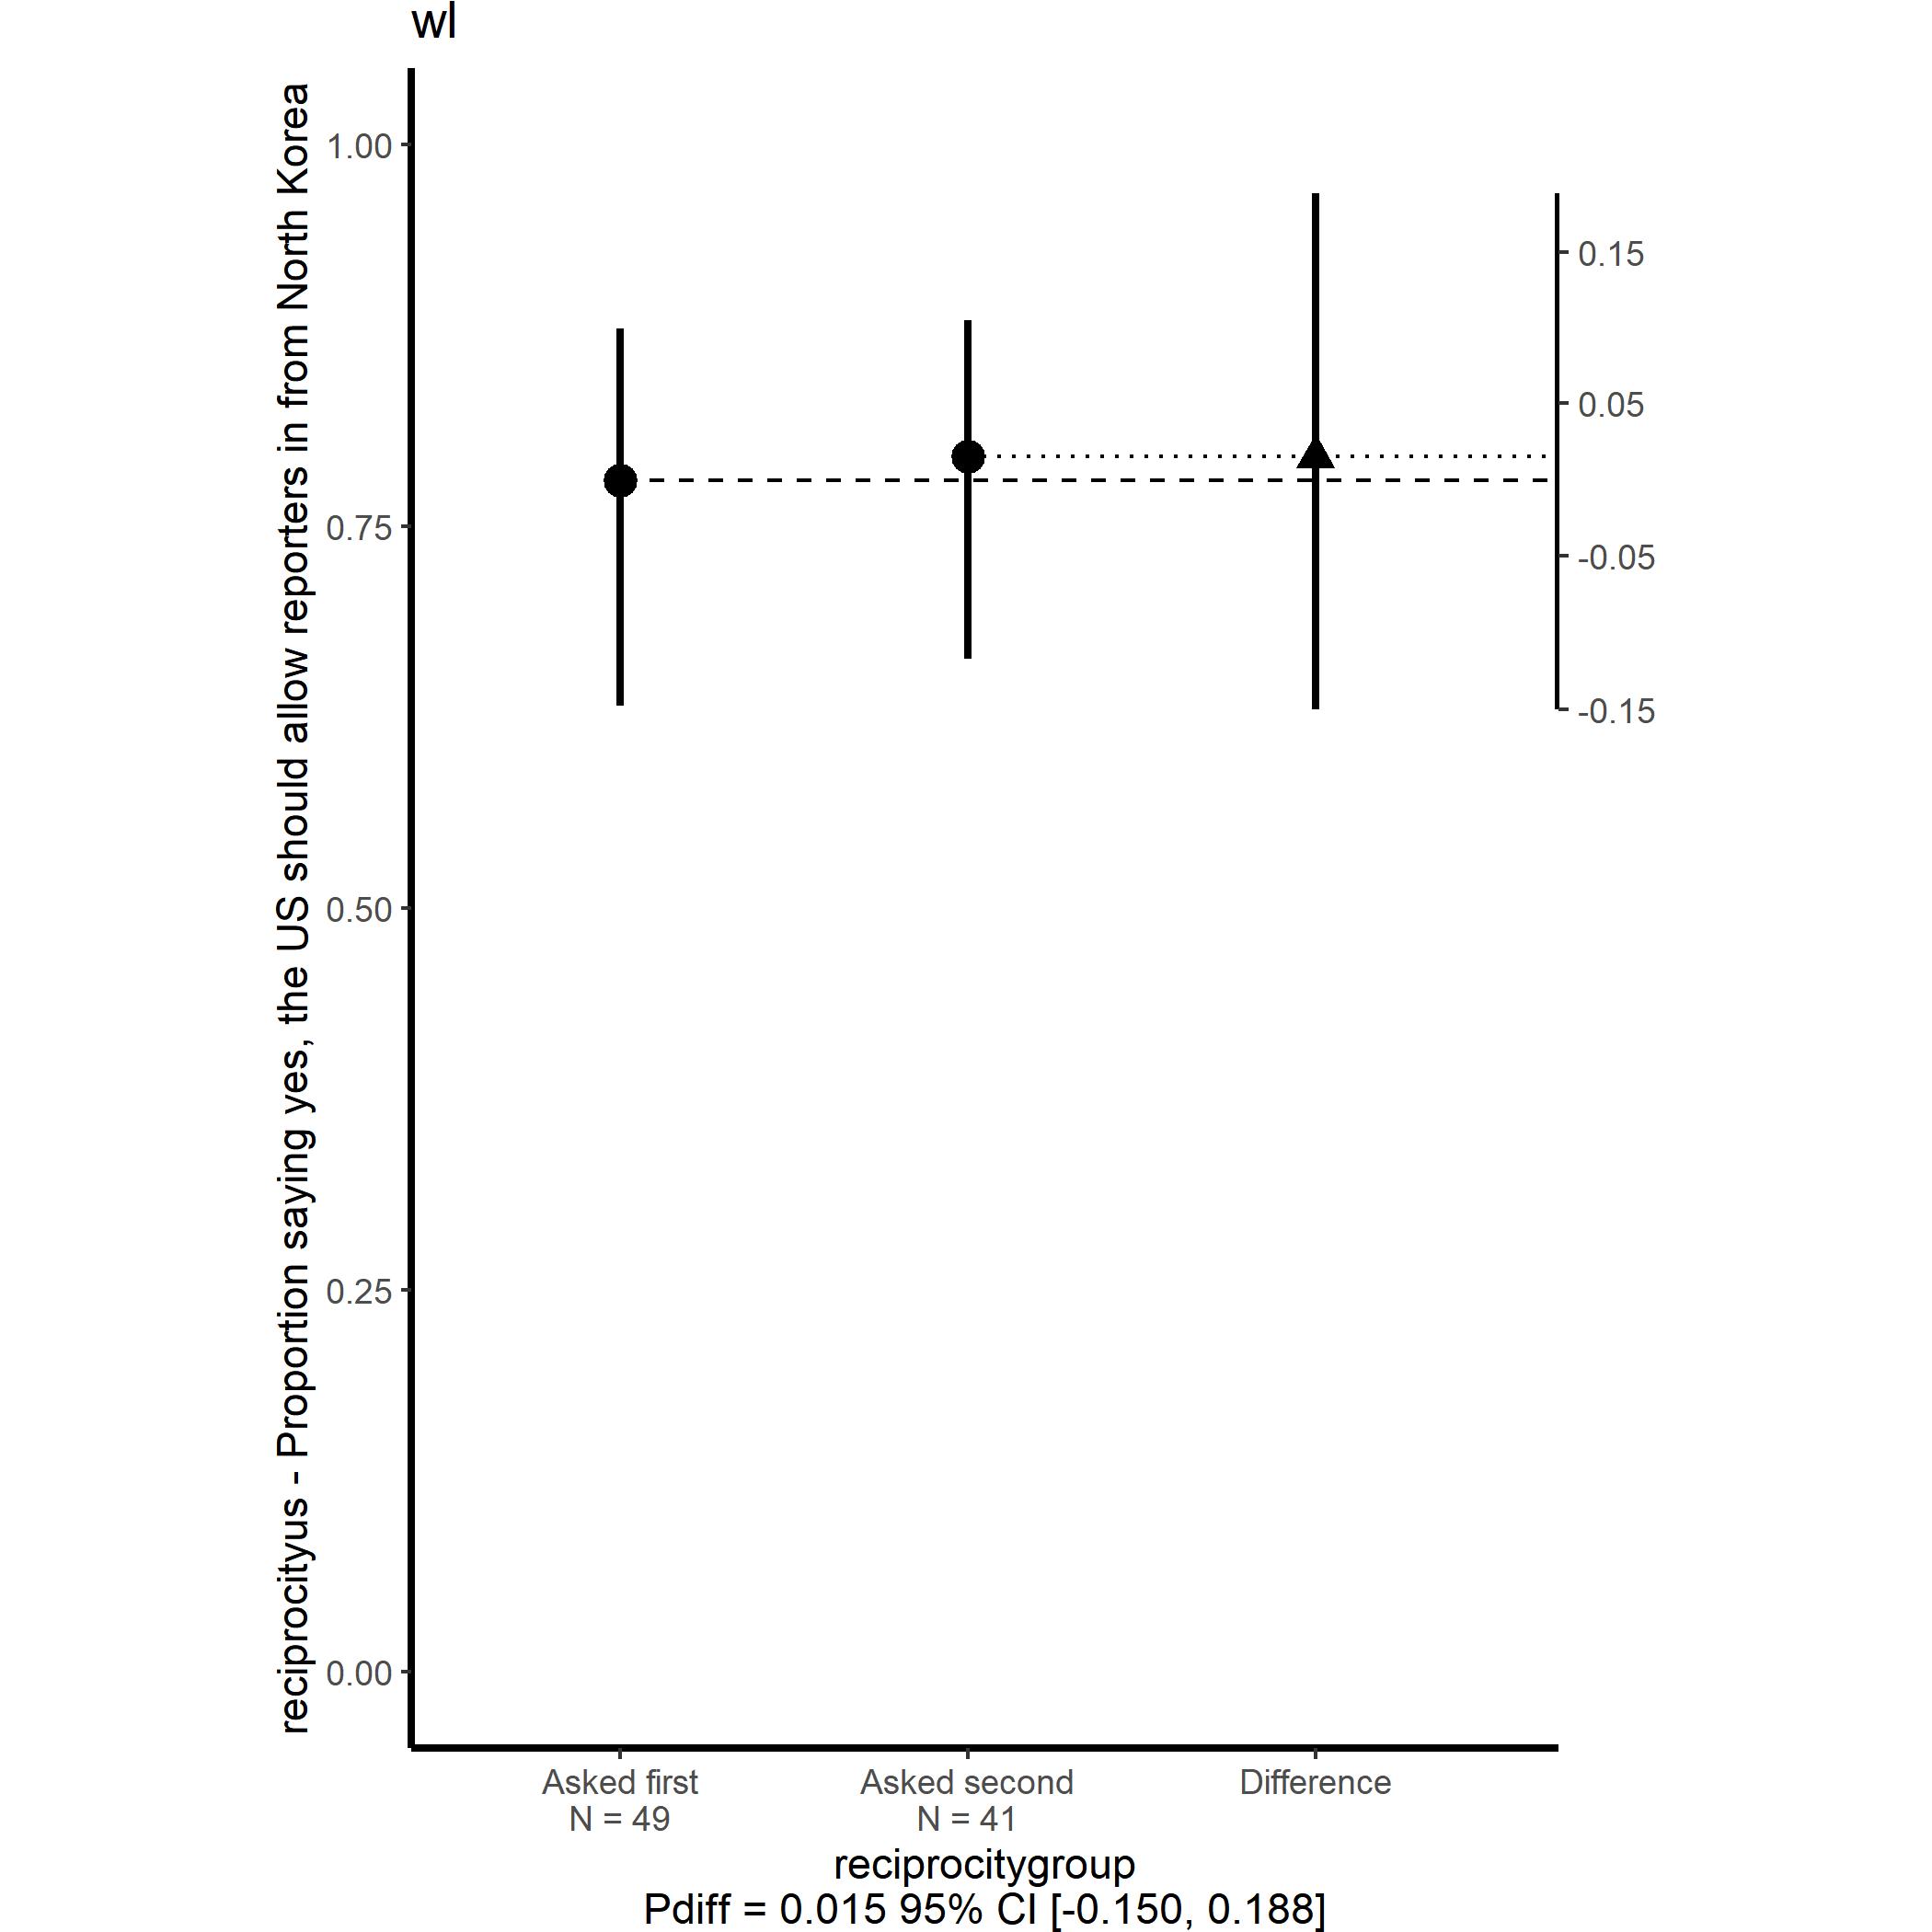 wl
reciprocityus - Proportion saying yes, the US should allow reporters in from North Korea
1.00
0.75
0.50
0.25
0.00
0.15
0.05
-0.05
-0.15
Asked first
N = 49
Asked second
N = 41
Difference
reciprocitygroup
Pdiff = 0.015 95% CI [-0.150, 0.188]